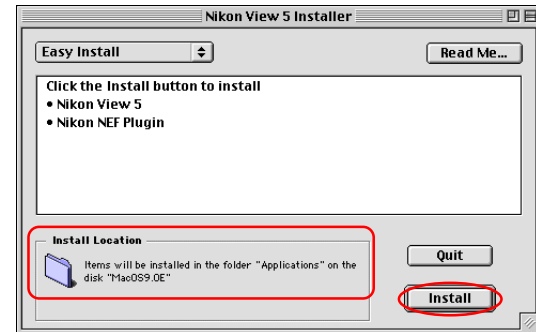 Nikon View 5 Installer
Easy Install
Read Me...
Click the Install button to install
• Nikon View 5
• Nikon NEF Plugin
Install Location
Items will be installed in the folder "Applications" on the
disk "MacOS9.0E"
Quit
Install